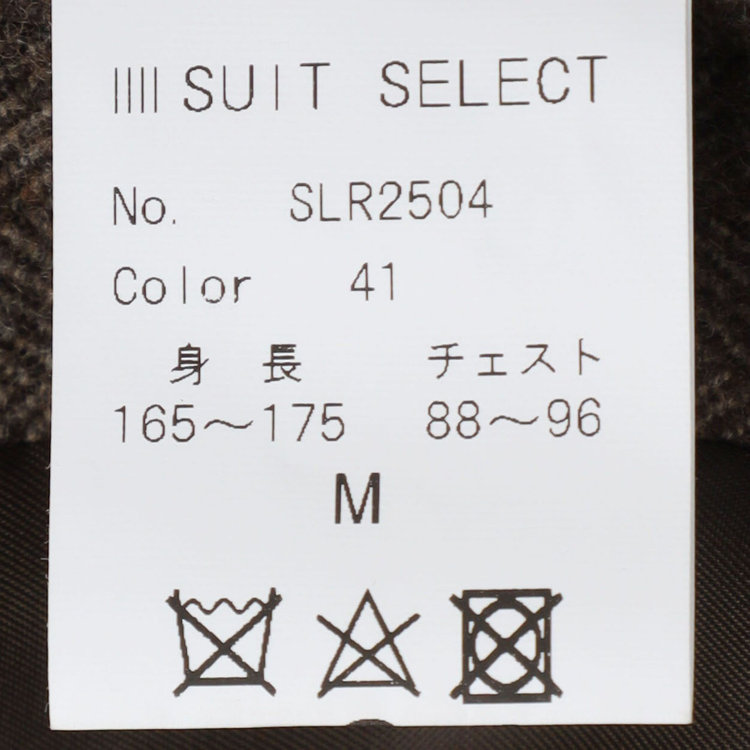 SUIT SELECT
No. SLR2504
Color 41
身長 チェスト
165～175 88～96
M